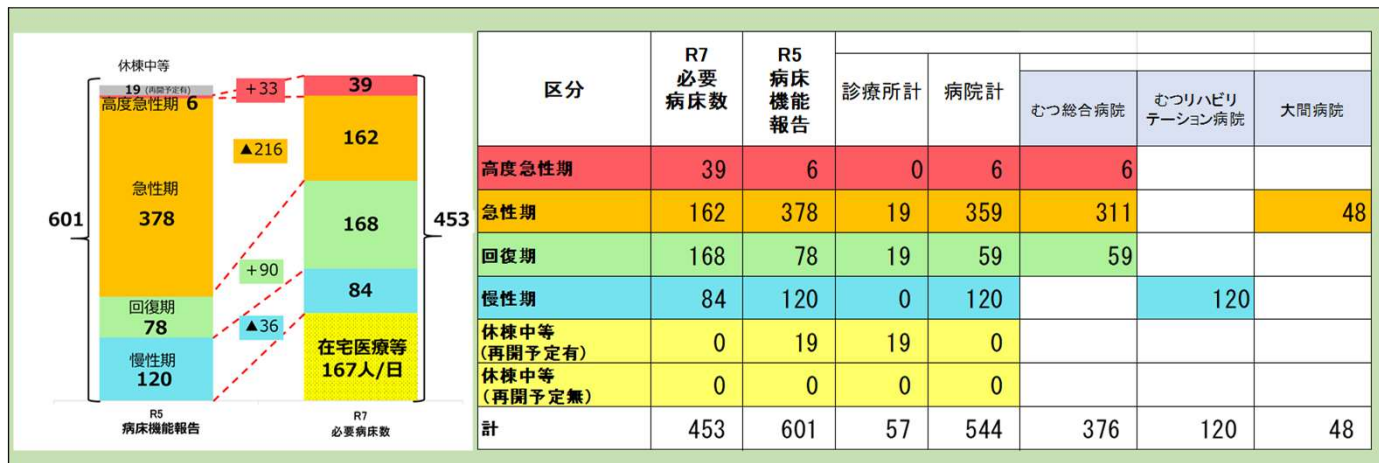 休棟中等
19 (再開予定有)
高度急性期 6
急性期
378
回復期
78
慢性期
120
601
+33
▲216
+90
▲36
39
162
168
84
在宅医療等
167人/日
453
R5
病床機能報告
R7
必要病床数
区分
R7
必要
病床数
R5
病床
機能
報告
診療所計
病院計
むつ総合病院
むつリハビリ
テーション病院
大間病院
高度急性期 39 6 0 6 6
急性期 162 378 19 359 311 48
回復期 168 78 19 59 59
慢性期 84 120 0 120 120
休棟中等
(再開予定有) 0 19 19 0
休棟中等
(再開予定無) 0 0 0 0
計 453 601 57 544 376 120 48